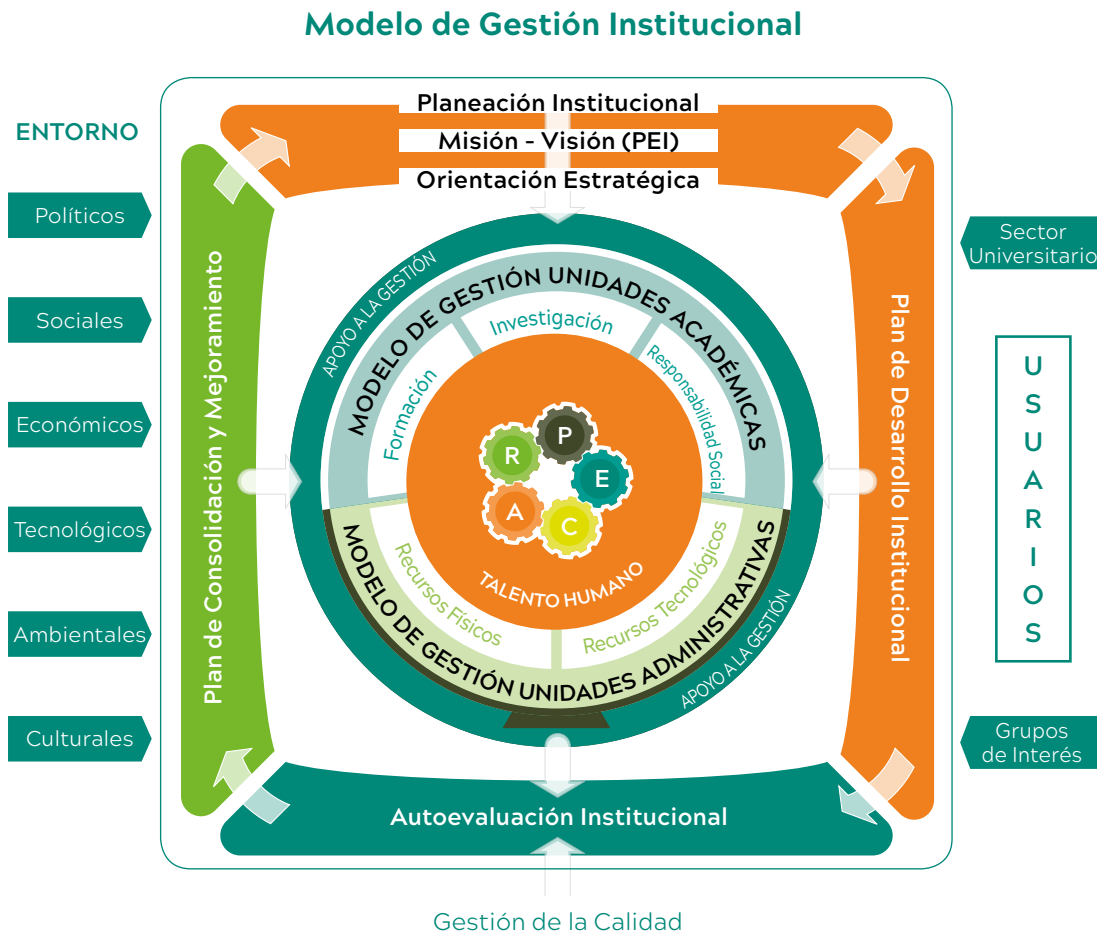 Modelo de Gestión Institucional
ENTORNO
Políticos
Sociales
Económicos
Tecnológicos
Ambientales
Culturales
Planeación Institucional
Misión - Visión (PEI)
Orientación Estratégica
Plan de Consolidación y Mejoramiento
APOYO A LA GESTIÓN
MODELO DE GESTIÓN UNIDADES ACADÉMICAS
Formación
Investigación
Responsabilidad Social
R
P
E
A
C
TALENTO HUMANO
Recursos Físicos
Recursos Tecnológicos
MODELO DE GESTIÓN UNIDADES ADMINISTRATIVAS
APOYO A LA GESTIÓN
Plan de Desarrollo Institucional
Sector
Universitario
USUARIOS
Grupos
de Interés
Autoevaluación Institucional
Gestión de la Calidad